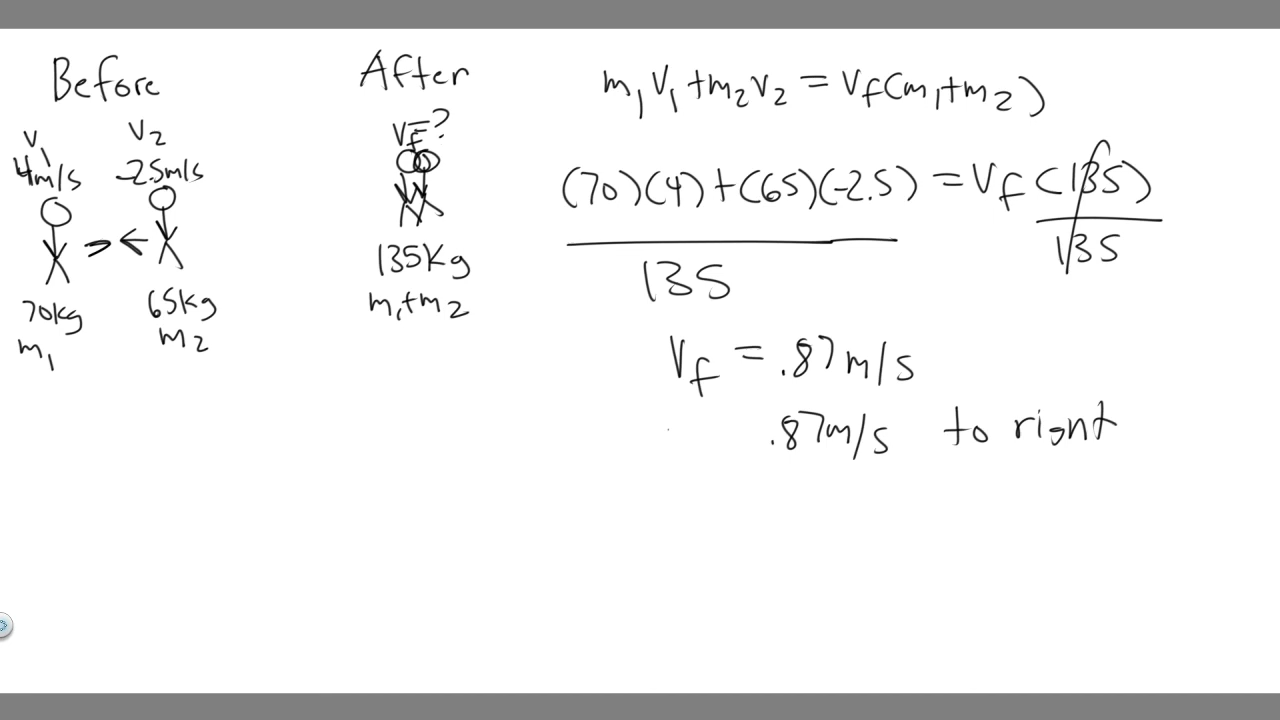 Before
V₁
4m/s
V₂
-2.5m/s
70kg
m₁
65kg
m₂
After
Vf=?
135Kg
m₁+m₂
m₁V₁+m₂V₂=Vf(m₁+m₂)
(70)(4)+(65)(-2.5)=Vf(135)
135
135
Vf=.87m/s
.87m/s to right